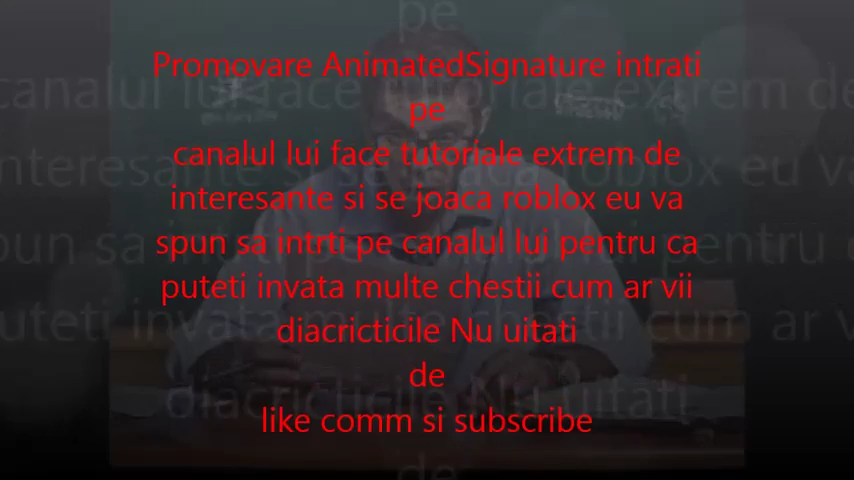 Promovare AnimatedSignature intrati
pe
canalul lui face tutoriale extrem de
interesante si se joaca roblox eu va
spun sa intrti pe canalul lui pentru ca
puteti invata multe chestii cum ar vii
diacricticile Nu uitati
de
like comm si subscribe